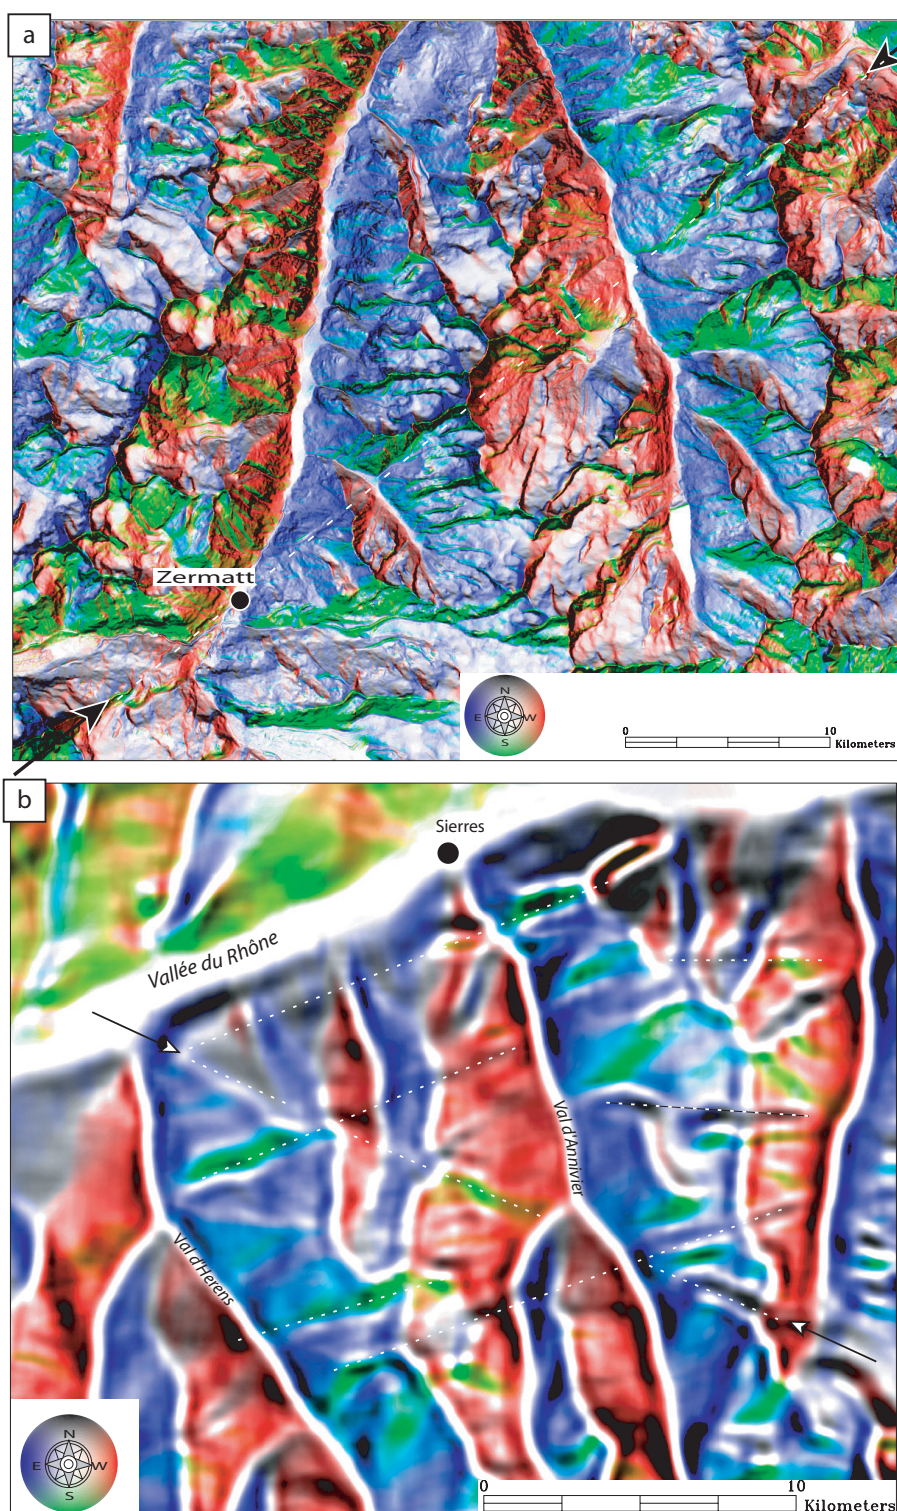 a
Zermatt
N
E W
S
0 10
Kilometers
b
Sierres
Vallée du Rhône
Val d'Annivier
Val d'Herens
N
E W
S
0 10
Kilometers